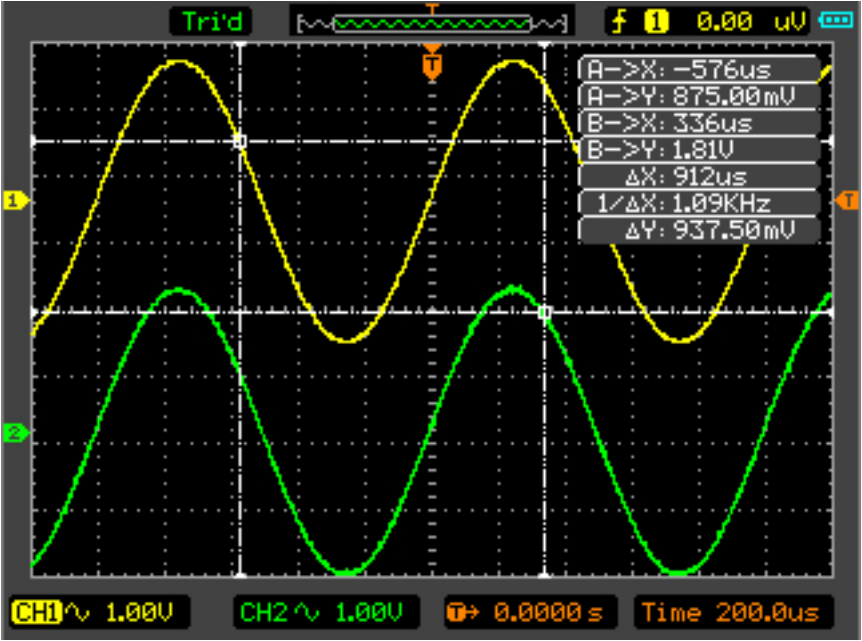 Tri'd T 1 0.00 uV
T
A->X: -576us
A->Y: 875.00mV
B->X: 336us
B->Y: 1.81V
ΔX: 912us
1/ΔX: 1.09KHz
ΔY: 937.50mV
1 T
2
CH1 1.00V CH2 1.00V T 0.0000 s Time 200.0us